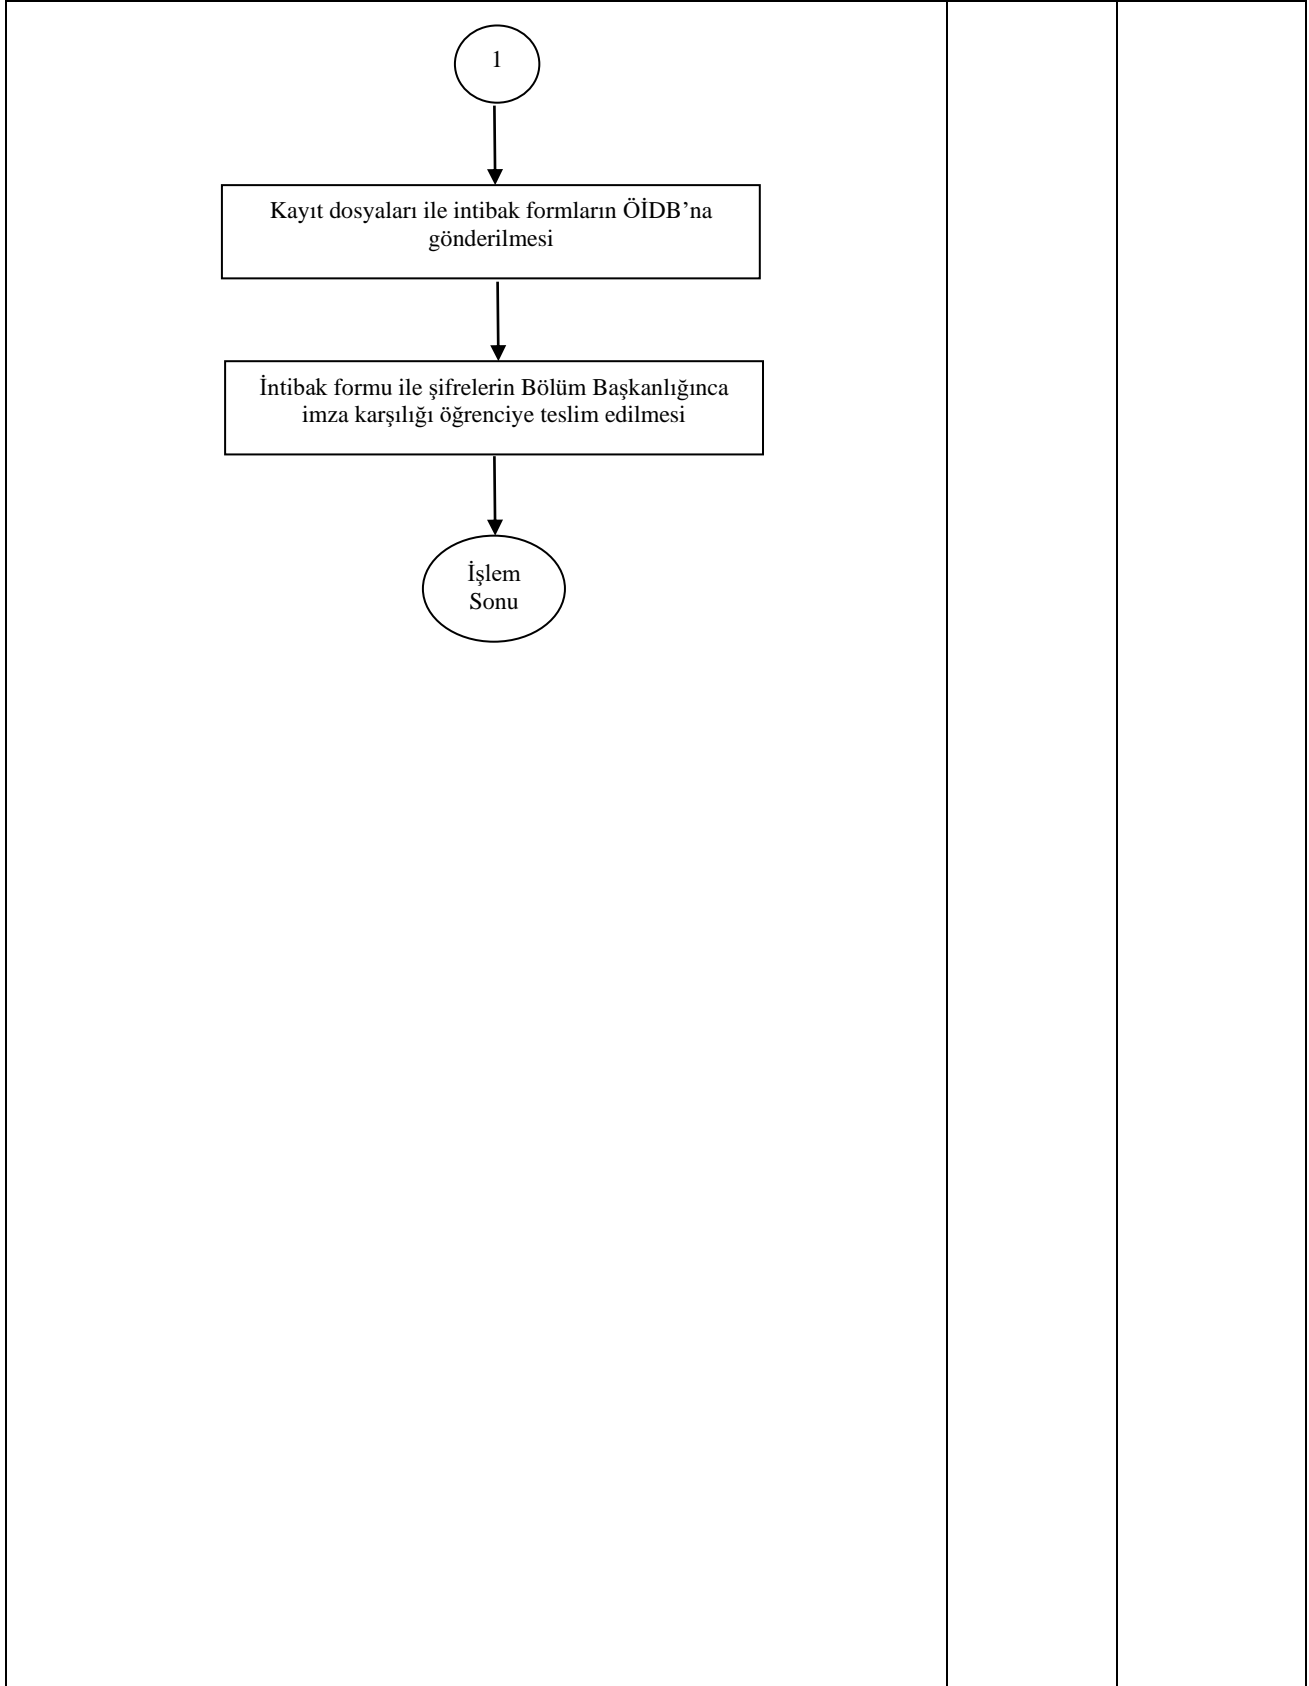 1
Kayıt dosyaları ile intibak formların ÖİDB’na
gönderilmesi
İntibak formu ile şifrelerin Bölüm Başkanlığınca
imza karşılığı öğrenciye teslim edilmesi
İşlem
Sonu